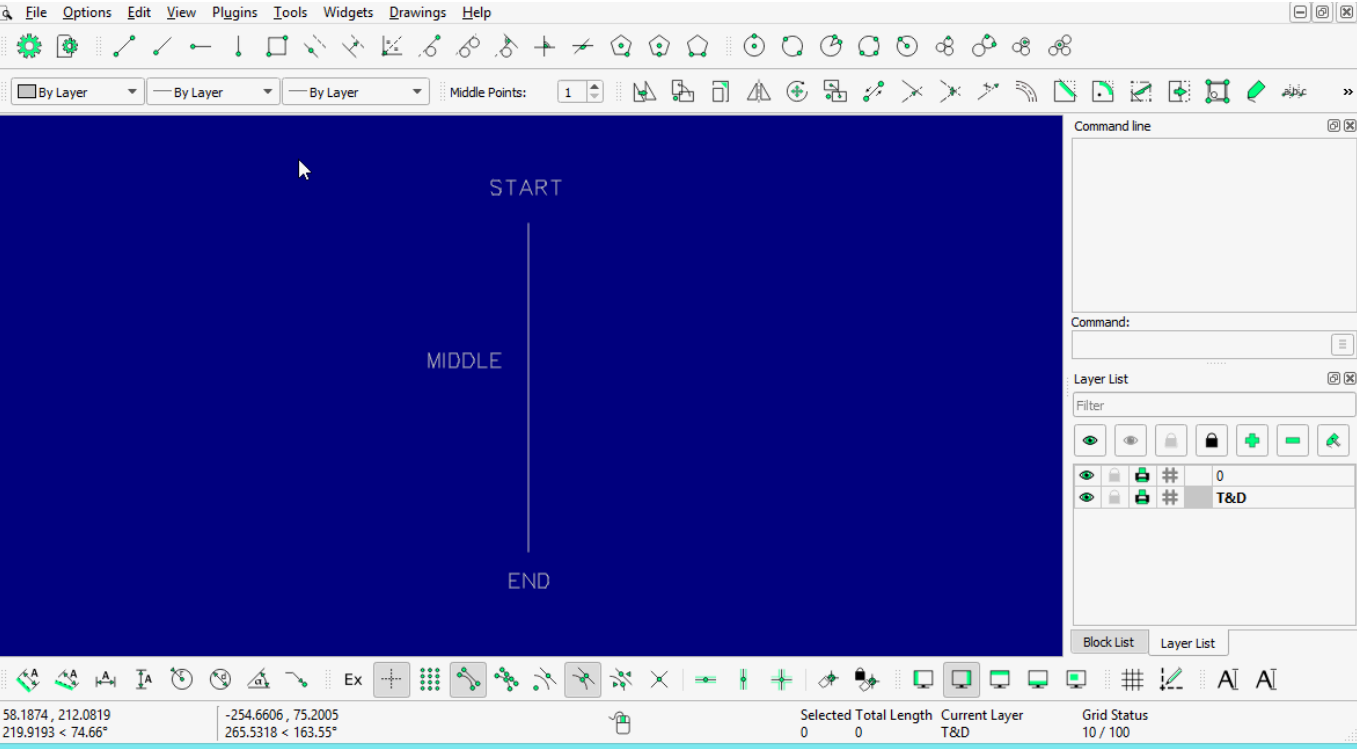 File Options Edit View Plugins Tools Widgets Drawings Help
By Layer By Layer By Layer Middle Points: 1 abc »
Command line
START
MIDDLE
END
Command:
Layer List
Filter
0
T&D
Block List Layer List
A A A A Ex AI AI
58.1874 , 212.0819 -254.6606 , 75.2005 Selected Total Length Current Layer Grid Status
219.9193 < 74.66° 265.5318 < 163.55° 0 0 T&D 10 / 100